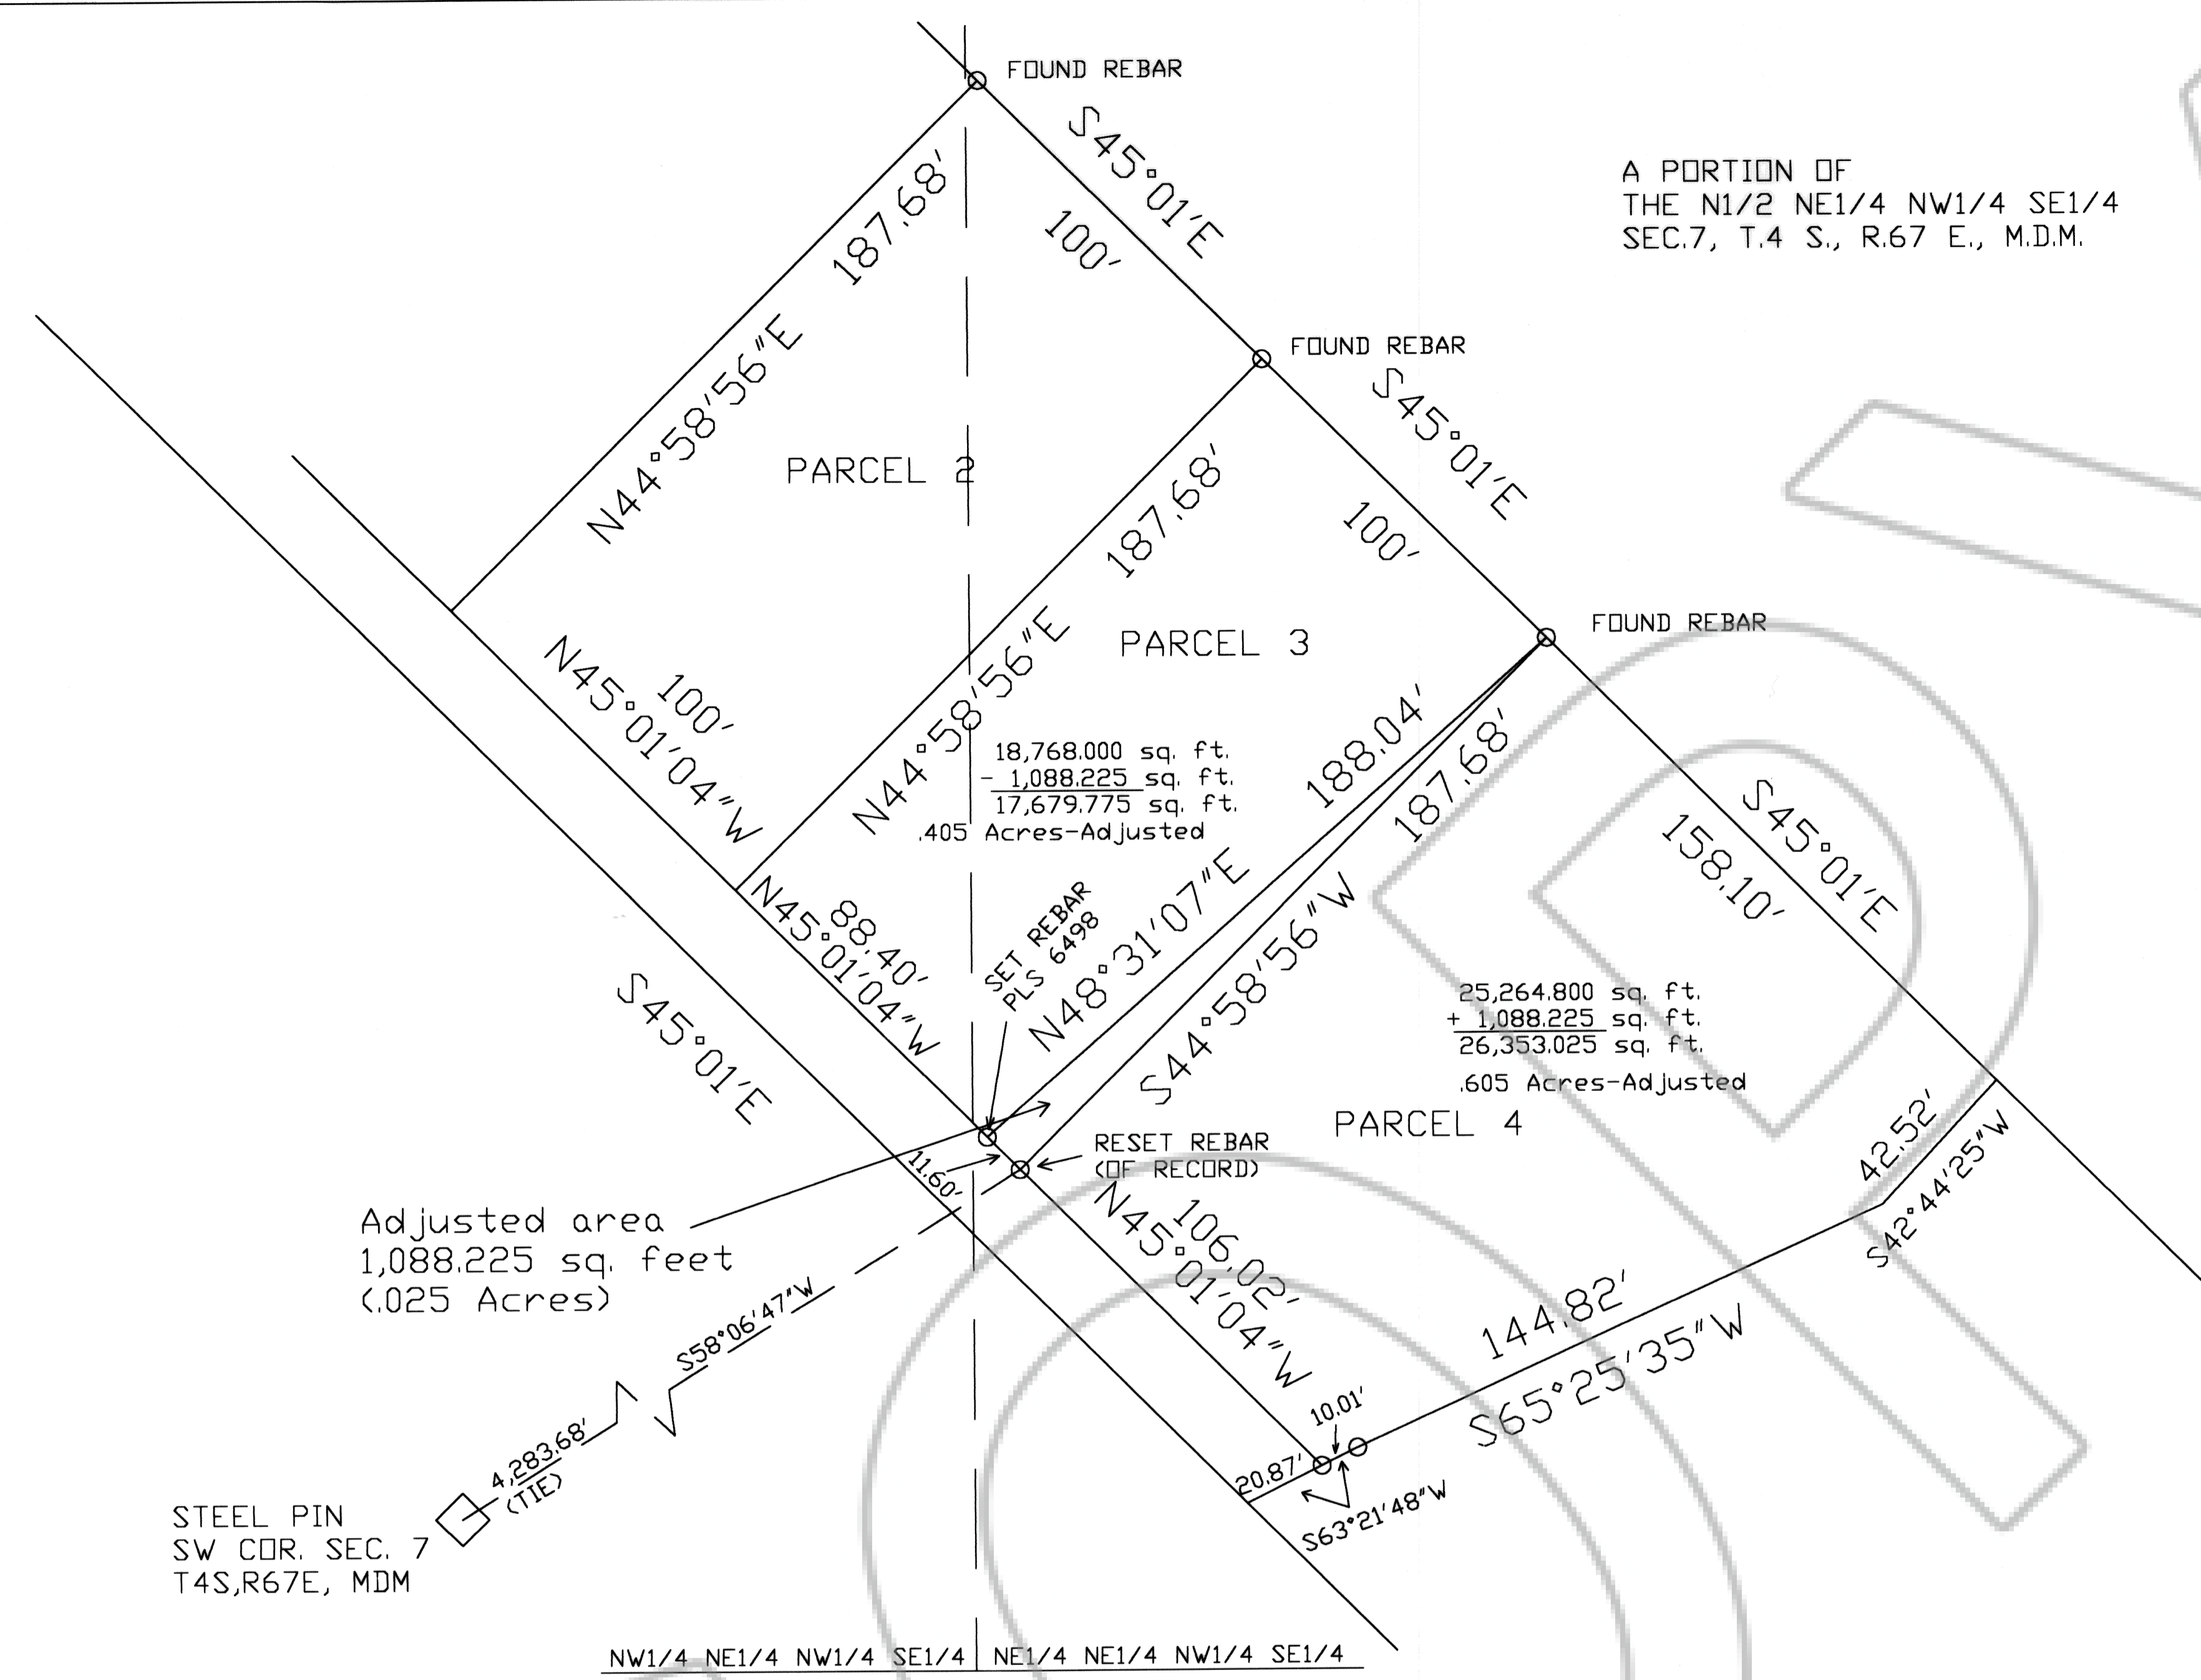 FOUND REBAR
S45°01'E
100'
187.68'
N44°58'56"E
A PORTION OF
THE N1/2 NE1/4 NW1/4 SE1/4
SEC.7, T.4 S., R.67 E., M.D.M.
PARCEL 2
FOUND REBAR
S45°01'E
100'
187.68'
N44°58'56"E
PARCEL 3
FOUND REBAR
100'
N45°01'04"W
18,768.000 sq. ft.
- 1,088.225 sq. ft.
17,679.775 sq. ft.
.405 Acres-Adjusted
188.04'
N48°31'07"E
187.68'
S44°58'56"W
S45°01'E
158.10'
88.40'
N45°01'04"W
SET REBAR
PLS 6498
S45°01'E
25,264.800 sq. ft.
+ 1,088.225 sq. ft.
26,353.025 sq. ft.
.605 Acres-Adjusted
PARCEL 4
RESET REBAR
(OF RECORD)
11.60'
42.52'
S42°44'25"W
Adjusted area
1,088.225 sq. feet
(.025 Acres)
106.02'
N45°01'04"W
144.82'
S65°25'35"W
S58°06'47"W
4,283.68'
(TIE)
10.01'
20.87'
S63°21'48"W
STEEL PIN
SW COR. SEC. 7
T4S,R67E, MDM
NW1/4 NE1/4 NW1/4 SE1/4
NE1/4 NE1/4 NW1/4 SE1/4